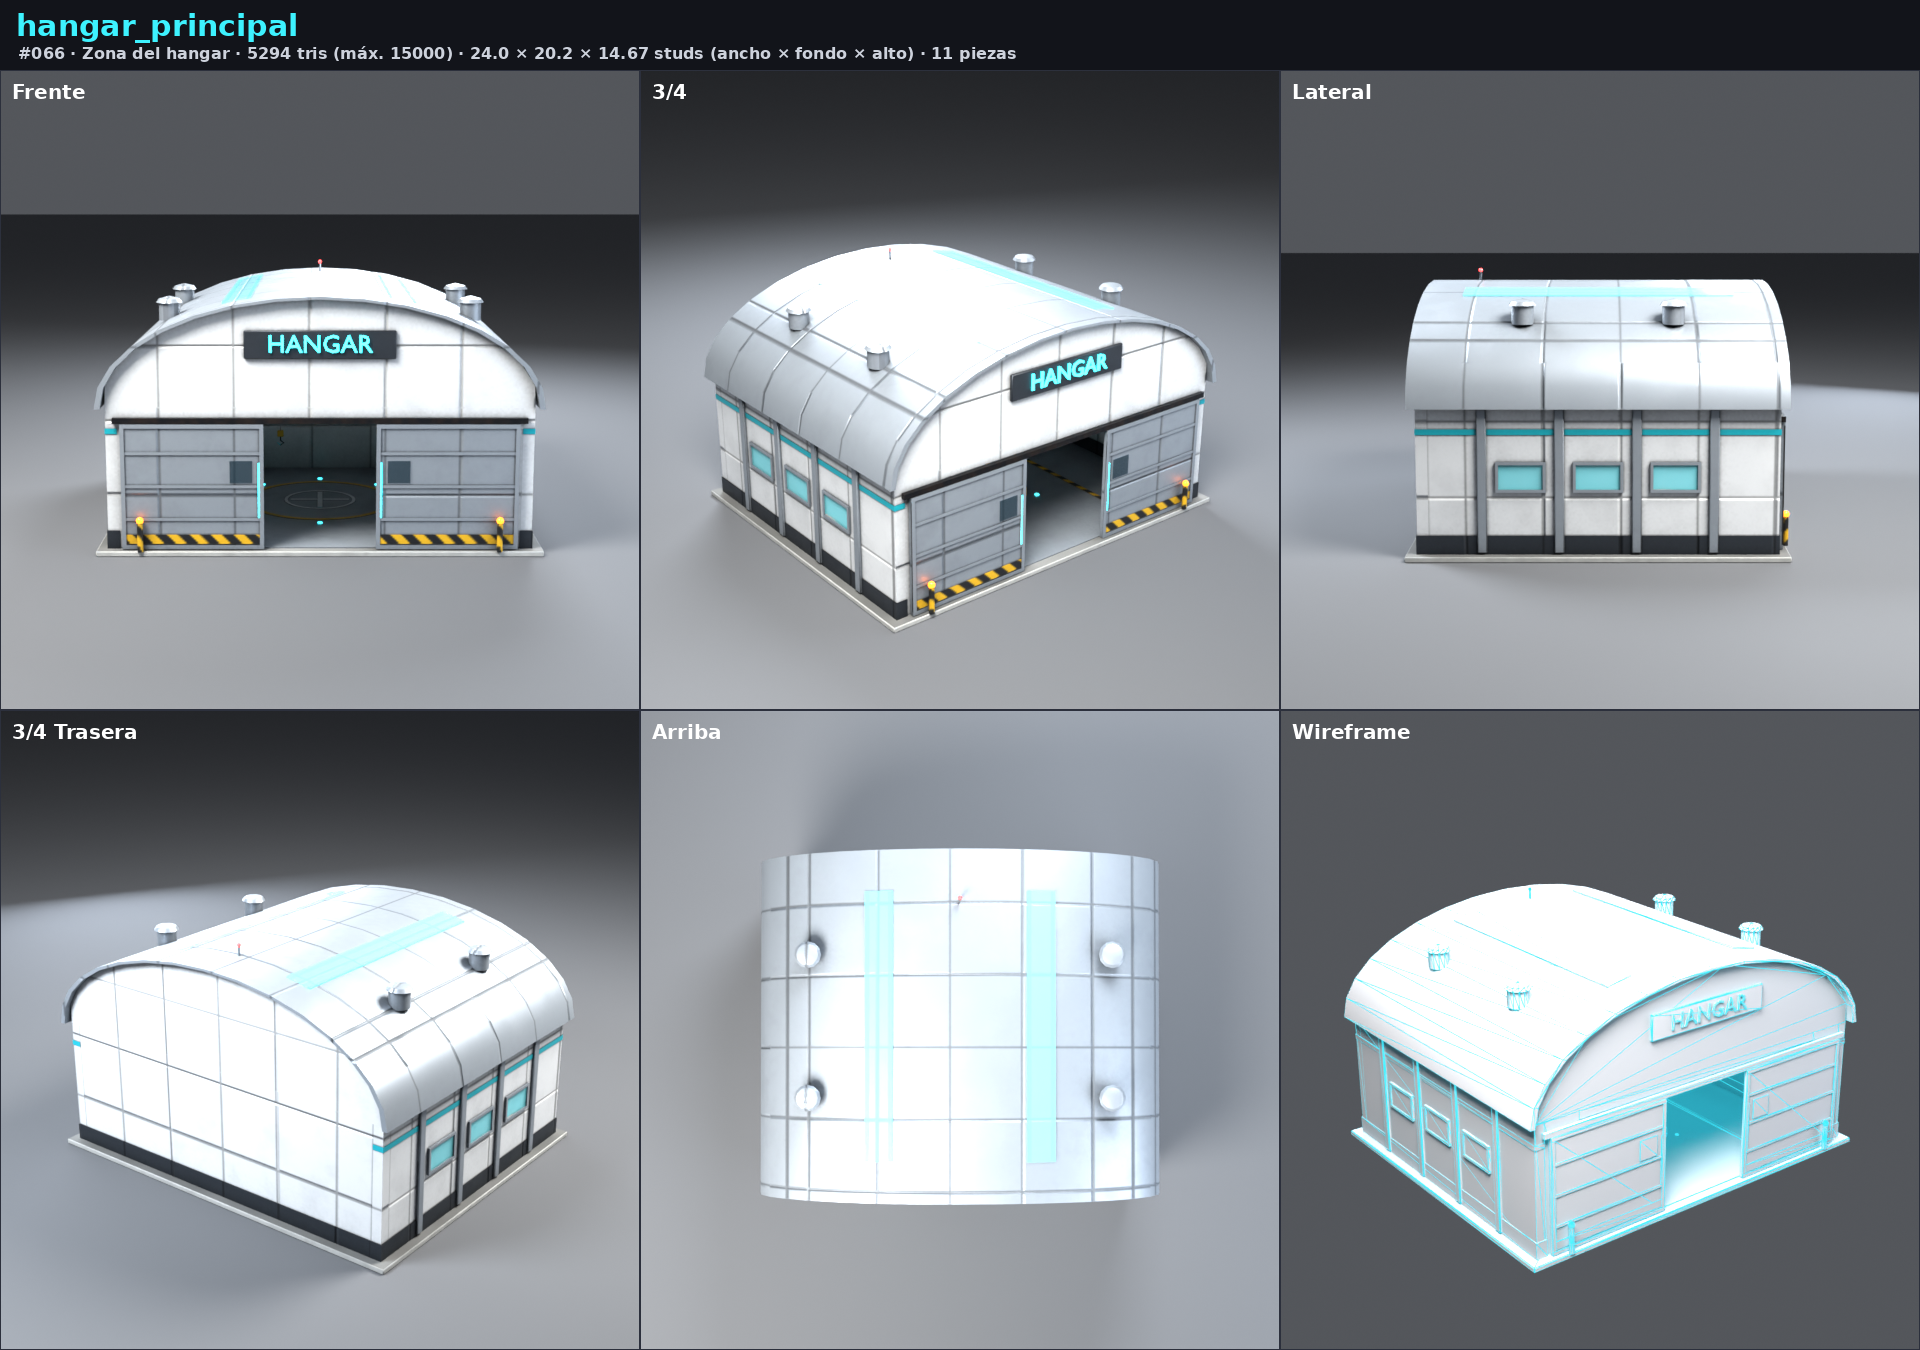 hangar_principal
#066 · Zona del hangar · 5294 tris (máx. 15000) · 24.0 × 20.2 × 14.67 studs (ancho × fondo × alto) · 11 piezas
Frente
3/4
Lateral
HANGAR
HANGAR
3/4 Trasera
Arriba
Wireframe
HANGAR